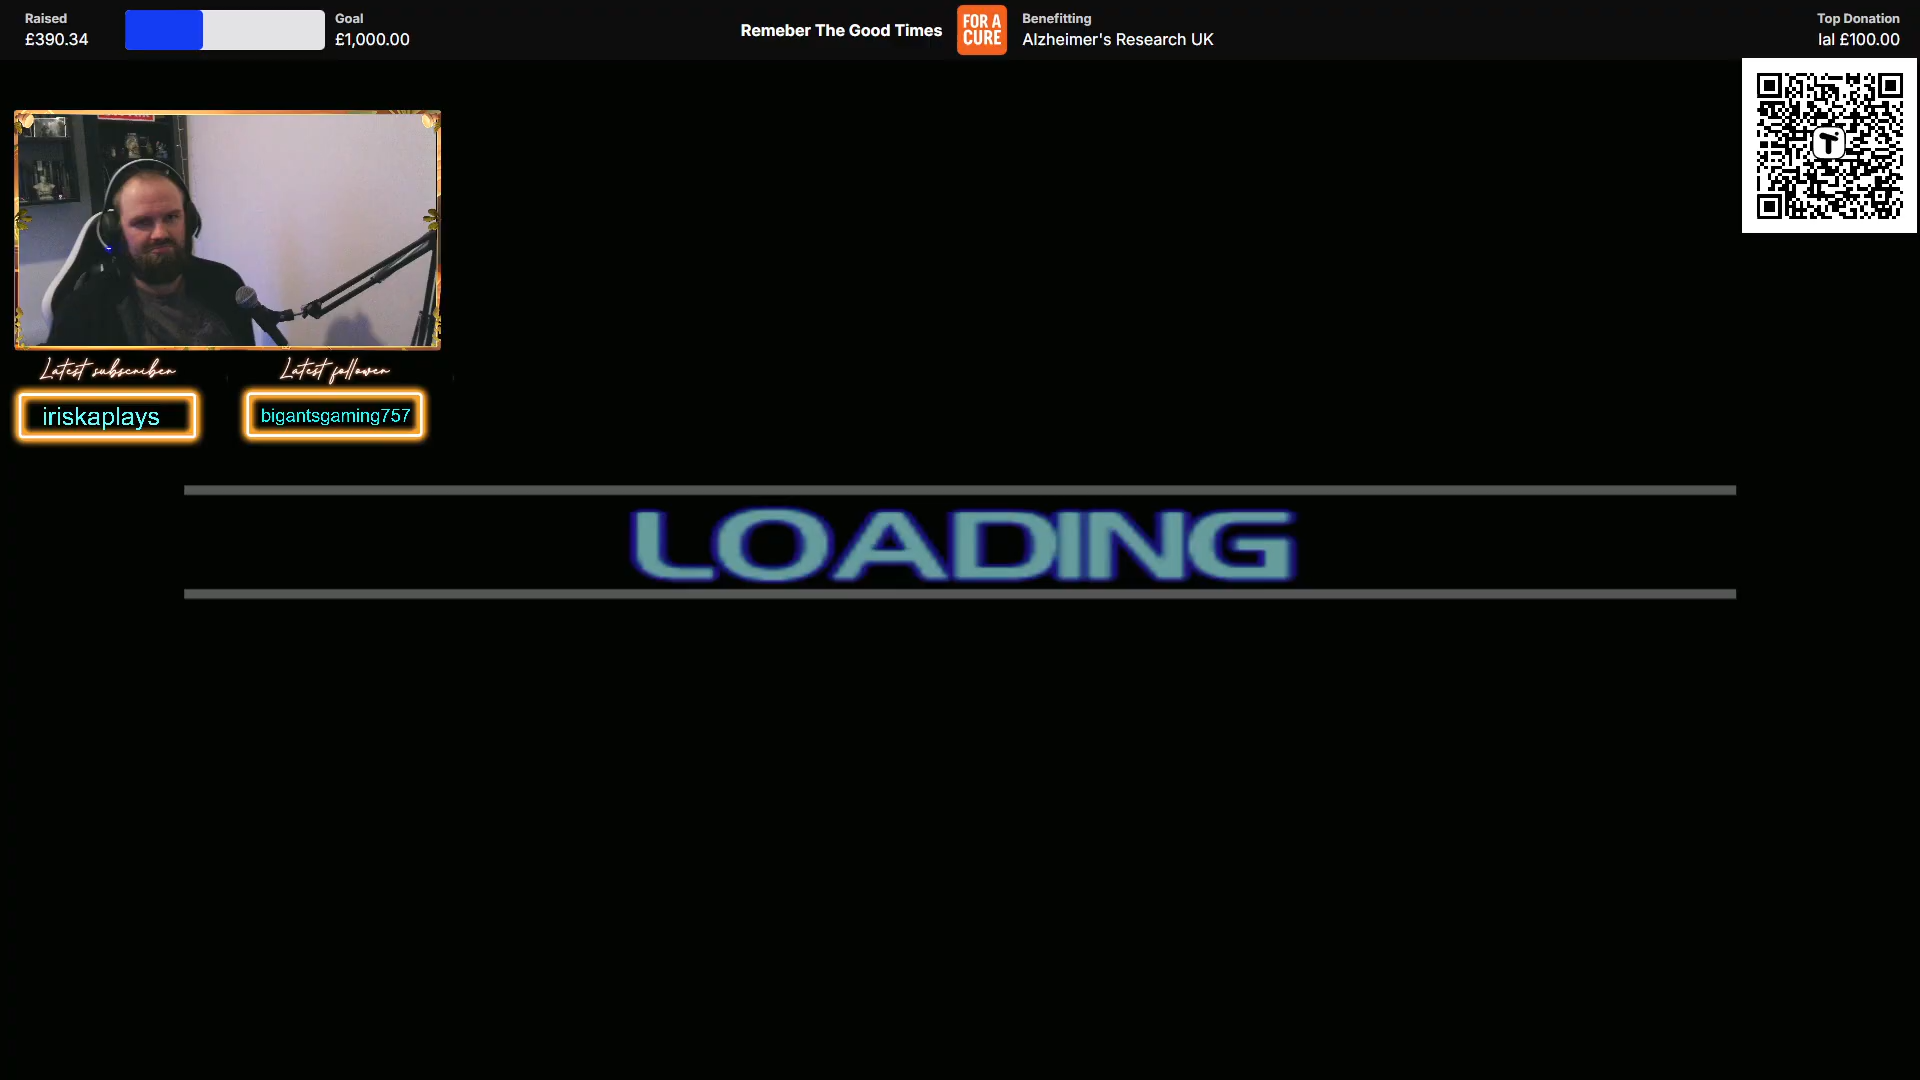 Raised
£390.34
Goal
£1,000.00
Remeber The Good Times
FOR A
CURE
Benefitting
Alzheimer's Research UK
Top Donation
lal £100.00
T
Latest subscriber
Latest follower
iriskaplays
bigantsgaming757
LOADING